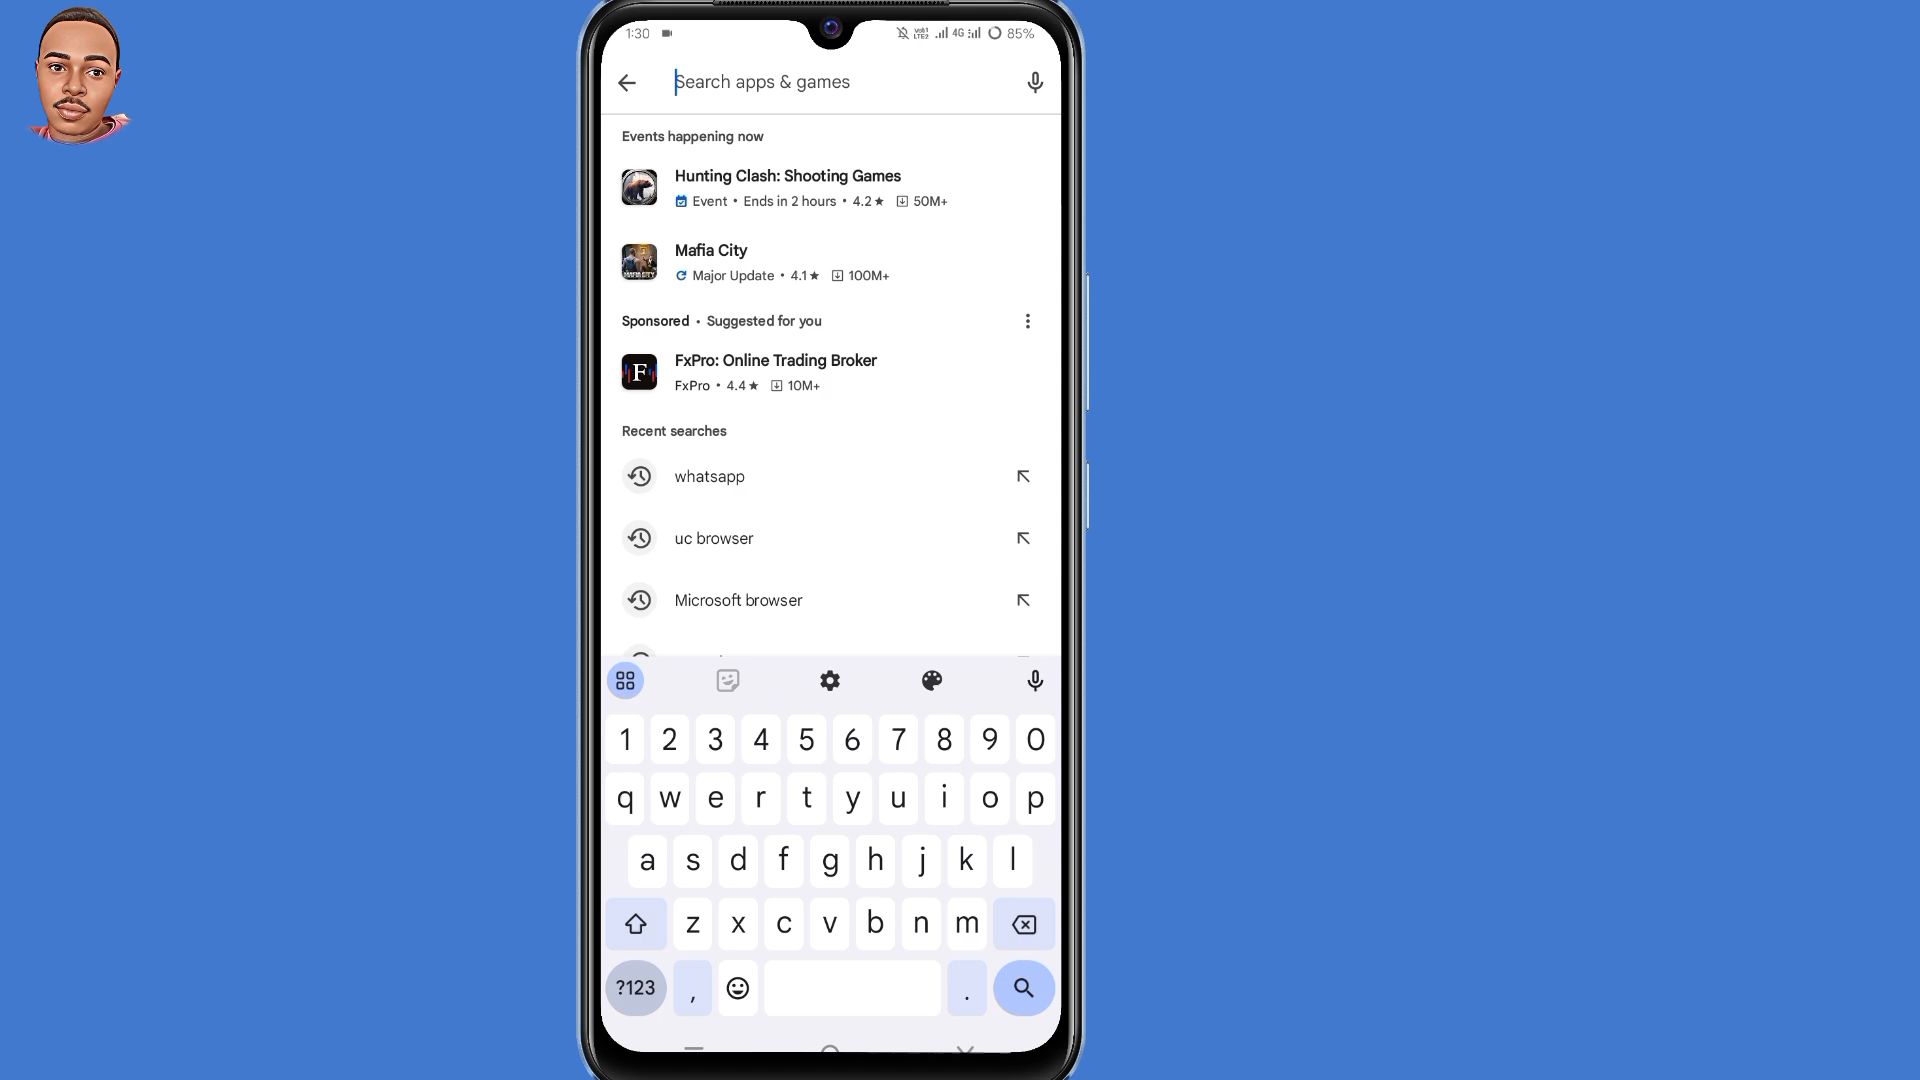 1:30
VoB1 LTE2 4G 85%
Search apps & games
Events happening now
Hunting Clash: Shooting Games
Event • Ends in 2 hours • 4.2★ 50M+
Mafia City
Major Update • 4.1★ 100M+
Sponsored • Suggested for you
F
FxPro: Online Trading Broker
FxPro • 4.4★ 10M+
Recent searches
whatsapp
uc browser
Microsoft browser
1 2 3 4 5 6 7 8 9 0
q w e r t y u i o p
a s d f g h j k l
z x c v b n m
?123 , .